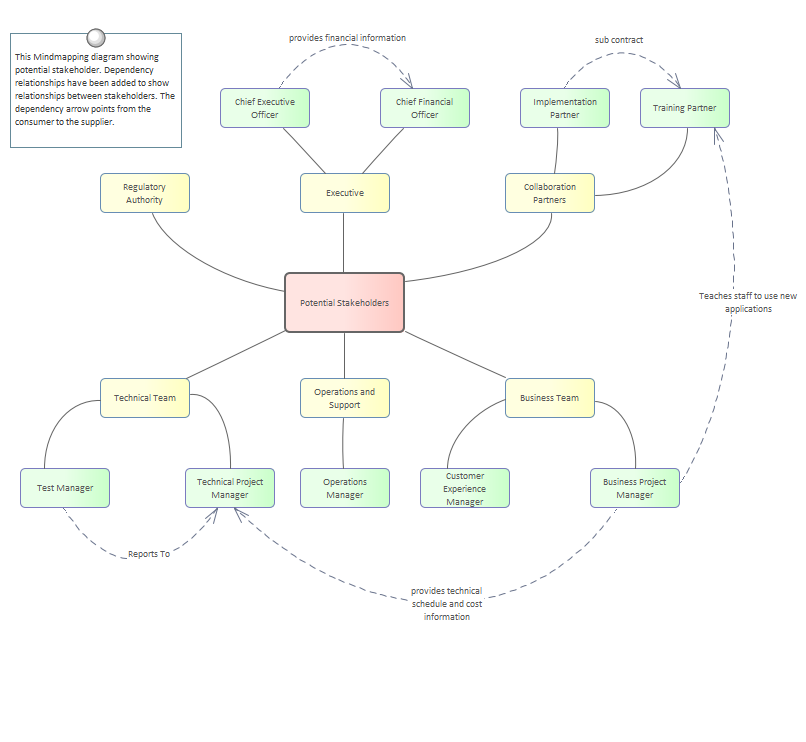 provides financial information
sub contract
This Mindmapping diagram showing
potential stakeholder. Dependency
relationships have been added to show
relationships between stakeholders. The
dependency arrow points from the
consumer to the supplier.
Chief Executive
Officer
Chief Financial
Officer
Implementation
Partner
Training Partner
Regulatory
Authority
Executive
Collaboration
Partners
Potential Stakeholders
Teaches staff to use new
applications
Technical Team
Operations and
Support
Business Team
Test Manager
Technical Project
Manager
Operations
Manager
Customer
Experience
Manager
Business Project
Manager
Reports To
provides technical
schedule and cost
information